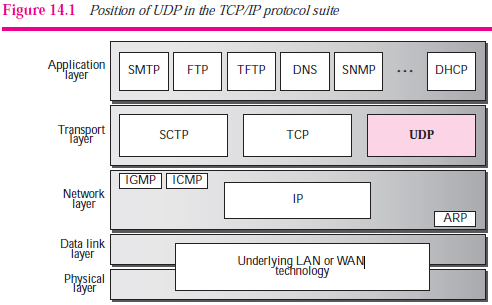 Figure 14.1 Position of UDP in the TCP/IP protocol suite
Application
layer
SMTP FTP TFTP DNS SNMP ... DHCP
Transport
layer
SCTP TCP UDP
IGMP ICMP
Network
layer
IP
ARP
Data link
layer
Underlying LAN or WAN
technology
Physical
layer